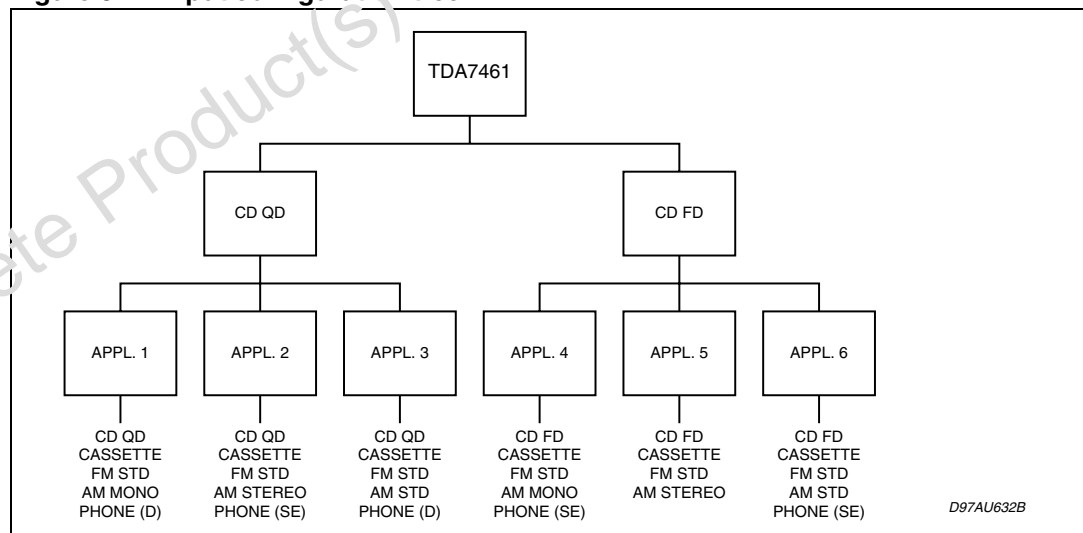 TDA7461
CD QD
CD FD
APPL. 1
APPL. 2
APPL. 3
APPL. 4
APPL. 5
APPL. 6
CD QD
CASSETTE
FM STD
AM MONO
PHONE (D)
CD QD
CASSETTE
FM STD
AM STEREO
PHONE (SE)
CD QD
CASSETTE
FM STD
AM STD
PHONE (D)
CD FD
CASSETTE
FM STD
AM MONO
PHONE (SE)
CD FD
CASSETTE
FM STD
AM STEREO
CD FD
CASSETTE
FM STD
AM STD
PHONE (SE)
D97AU632B
Product(s)